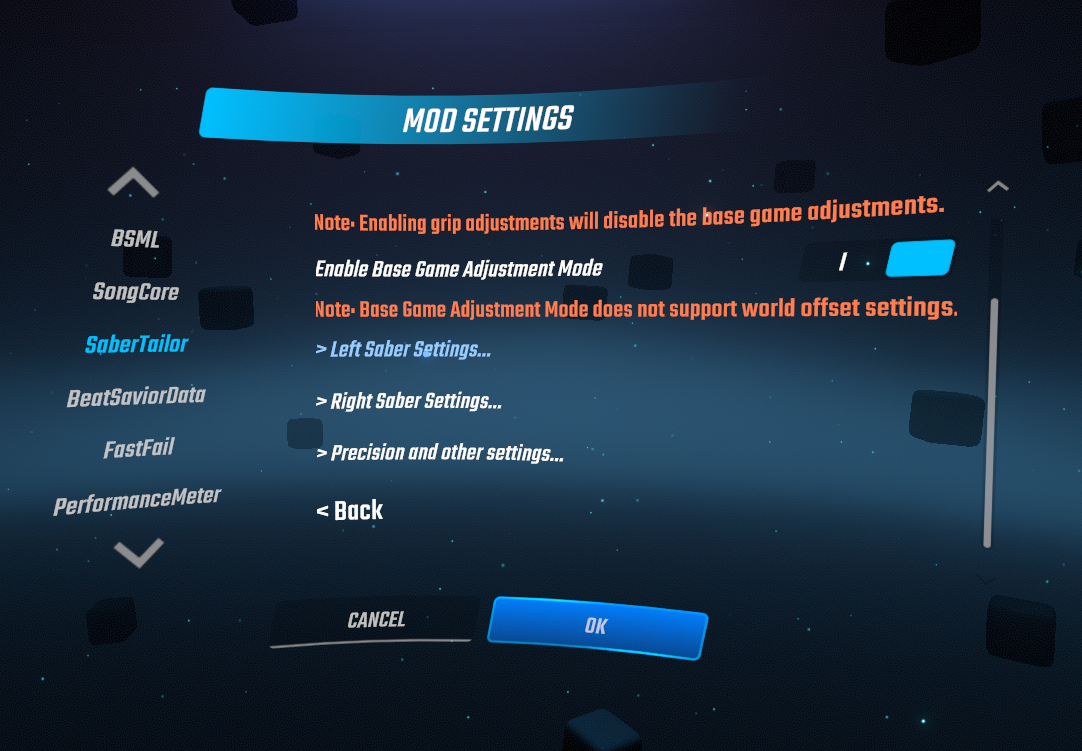 MOD SETTINGS
BSML
SongCore
SaberTailor
BeatSaviorData
FastFail
PerformanceMeter
Note: Enabling grip adjustments will disable the base game adjustments.
Enable Base Game Adjustment Mode
I
Note: Base Game Adjustment Mode does not support world offset settings.
> Left Saber Settings...
> Right Saber Settings...
> Precision and other settings...
< Back
CANCEL
OK